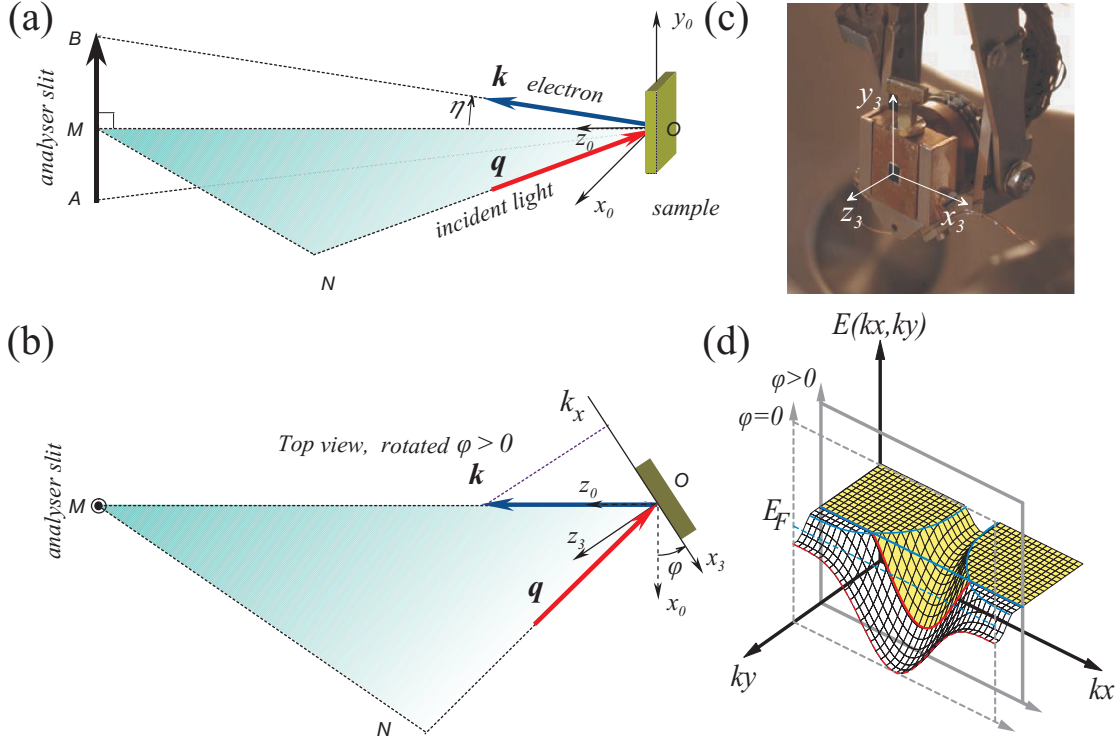 (a)
B
analyser slit
M
A
k
electron
η
z0
O
q
incident light
x0
y0
sample
N
(c)
y3
z3
x3
(b)
Top view, rotated φ > 0
kx
analyser slit
M
k
z0
O
z3
q
φ
x3
x0
N
(d)
E(kx,ky)
φ>0
φ=0
EF
ky
kx